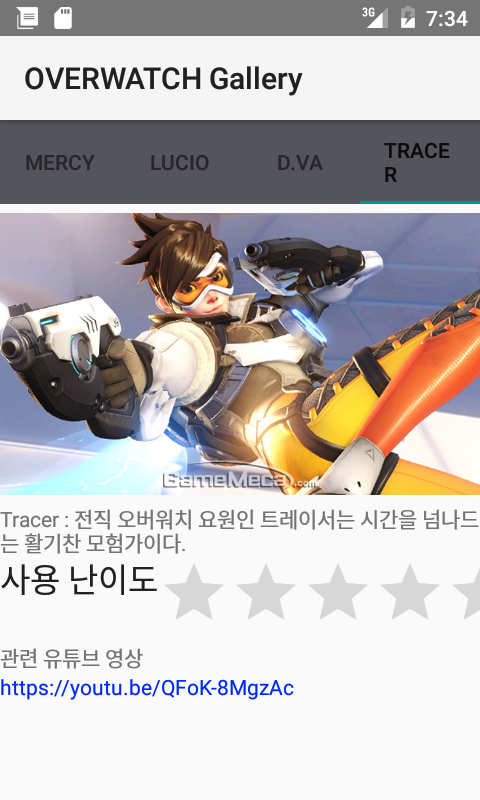 3G 7:34
OVERWATCH Gallery
MERCY LUCIO D.VA TRACE
R
GameMeca.com
Tracer : 전직 오버워치 요원인 트레이서는 시간을 넘나드
는 활기찬 모험가이다.
사용 난이도
관련 유튜브 영상
https://youtu.be/QFoK-8MgzAc